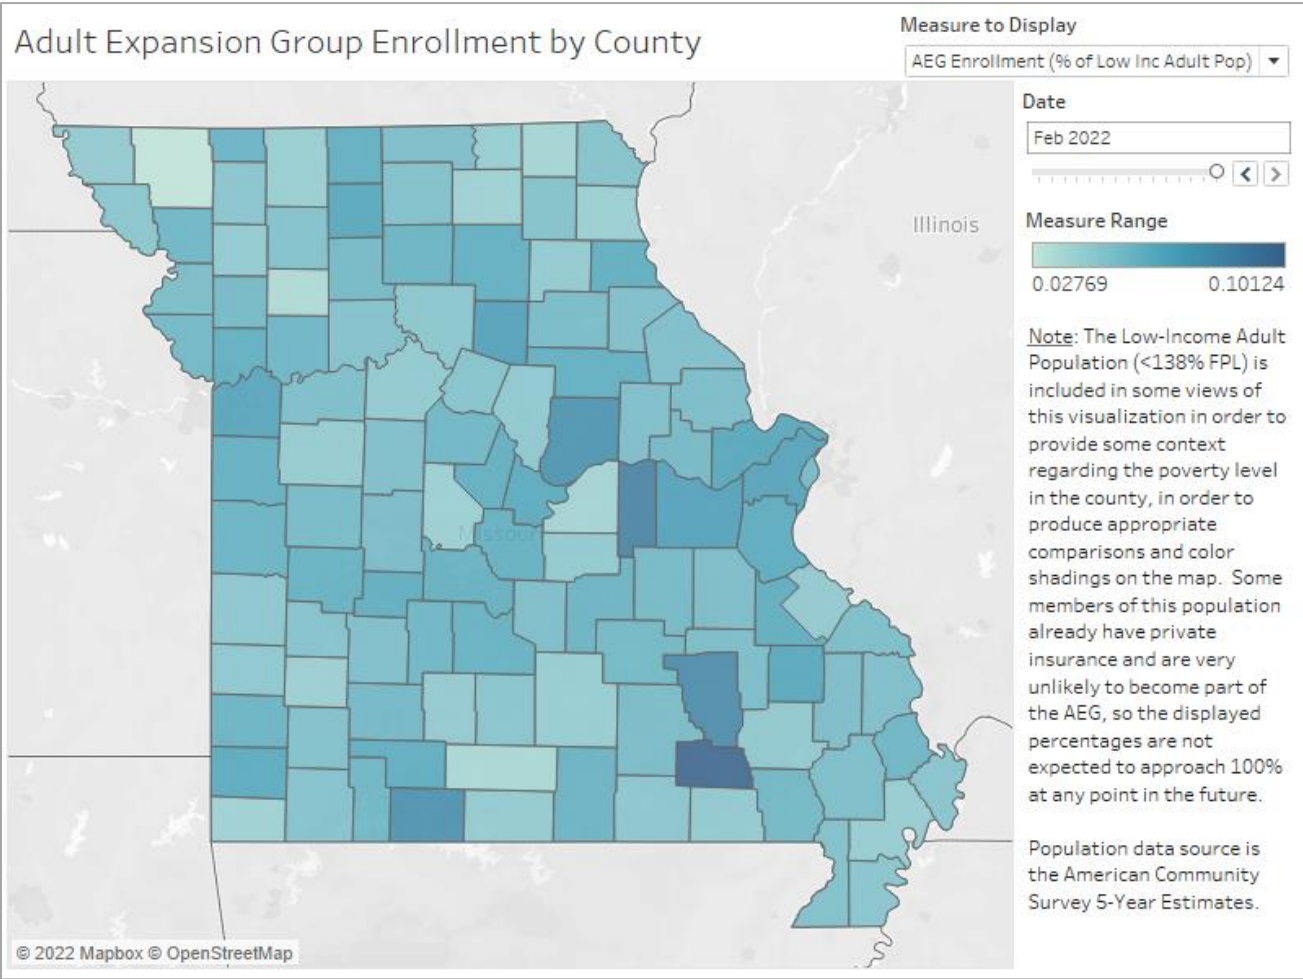 Adult Expansion Group Enrollment by County
Measure to Display
AEG Enrollment (% of Low Inc Adult Pop)
Date
Feb 2022
Measure Range
0.02769
0.10124
Illinois
Missouri
Note: The Low-Income Adult
Population (<138% FPL) is
included in some views of
this visualization in order to
provide some context
regarding the poverty level
in the county, in order to
produce appropriate
comparisons and color
shadings on the map. Some
members of this population
already have private
insurance and are very
unlikely to become part of
the AEG, so the displayed
percentages are not
expected to approach 100%
at any point in the future.
Population data source is
the American Community
Survey 5-Year Estimates.
© 2022 Mapbox © OpenStreetMap